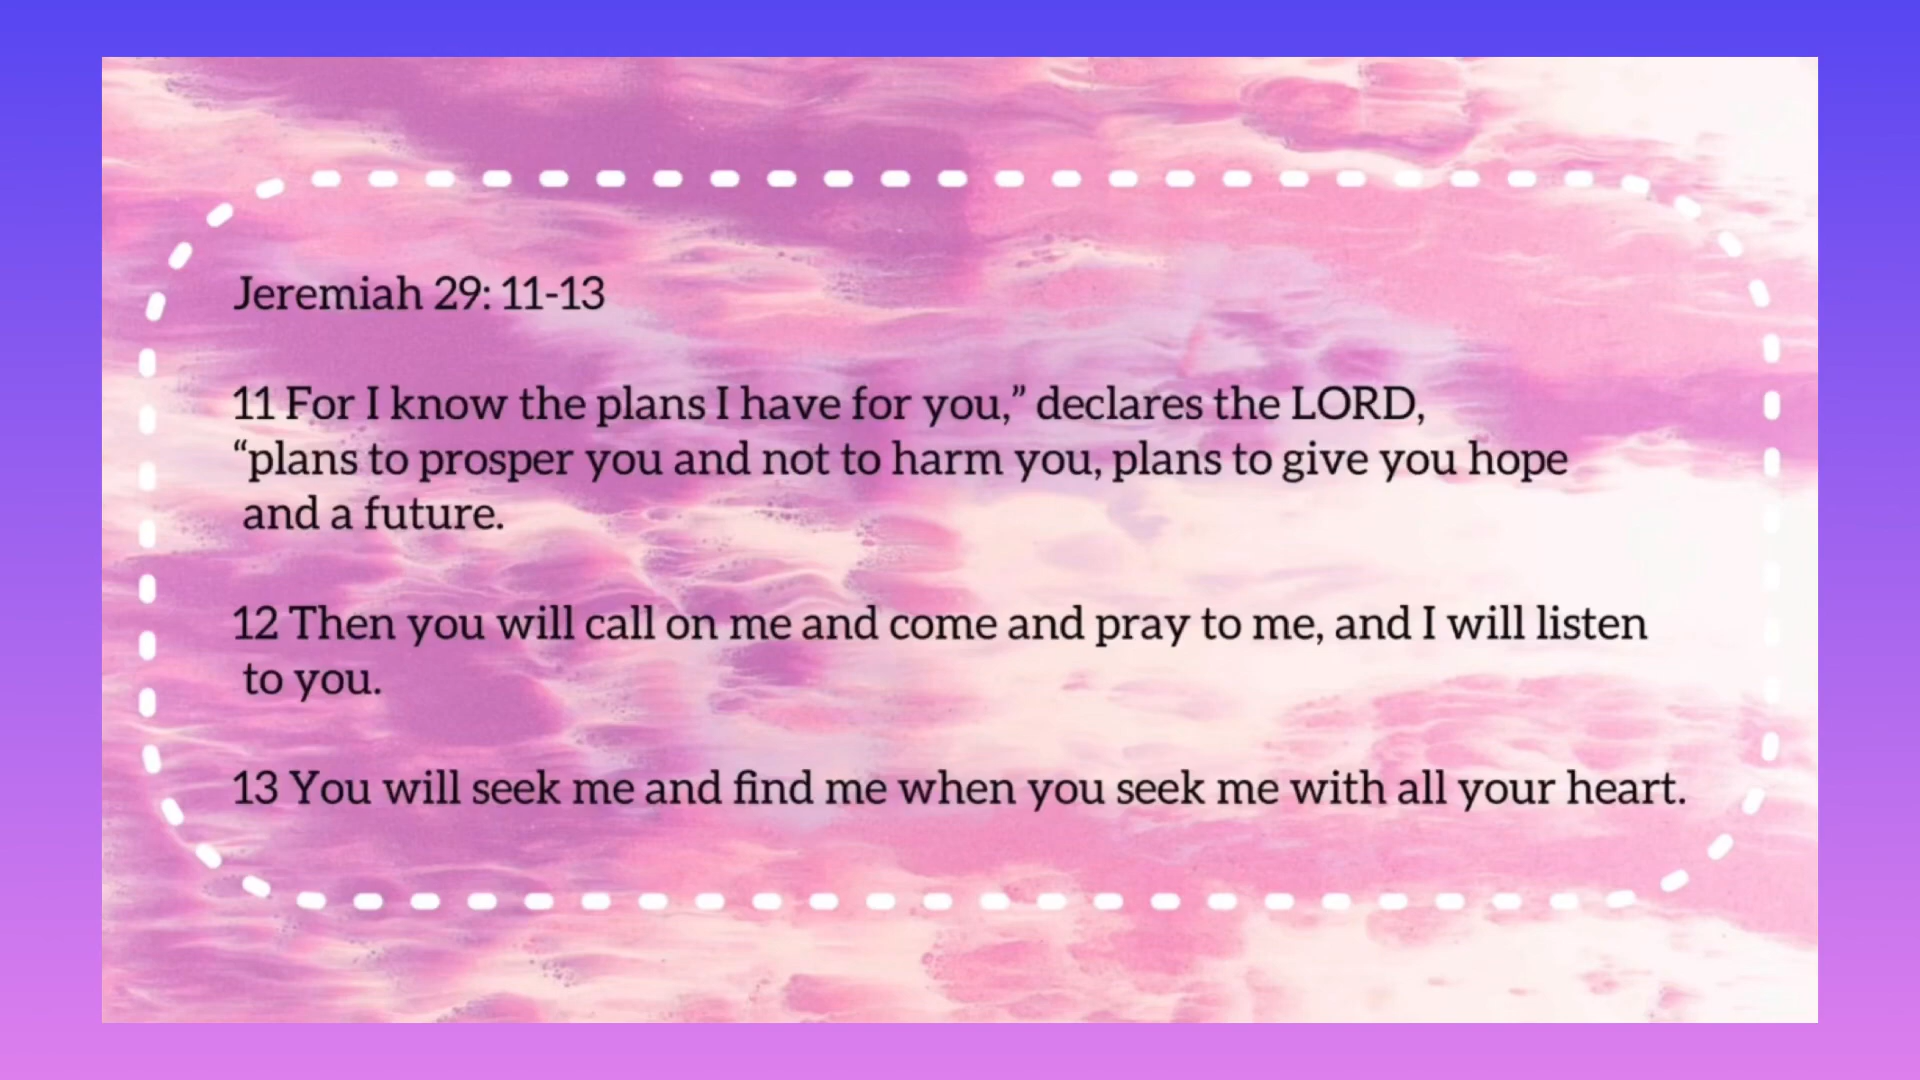 Jeremiah 29: 11-13
11 For I know the plans I have for you,” declares the LORD,
“plans to prosper you and not to harm you, plans to give you hope
and a future.
12 Then you will call on me and come and pray to me, and I will listen
to you.
13 You will seek me and find me when you seek me with all your heart.